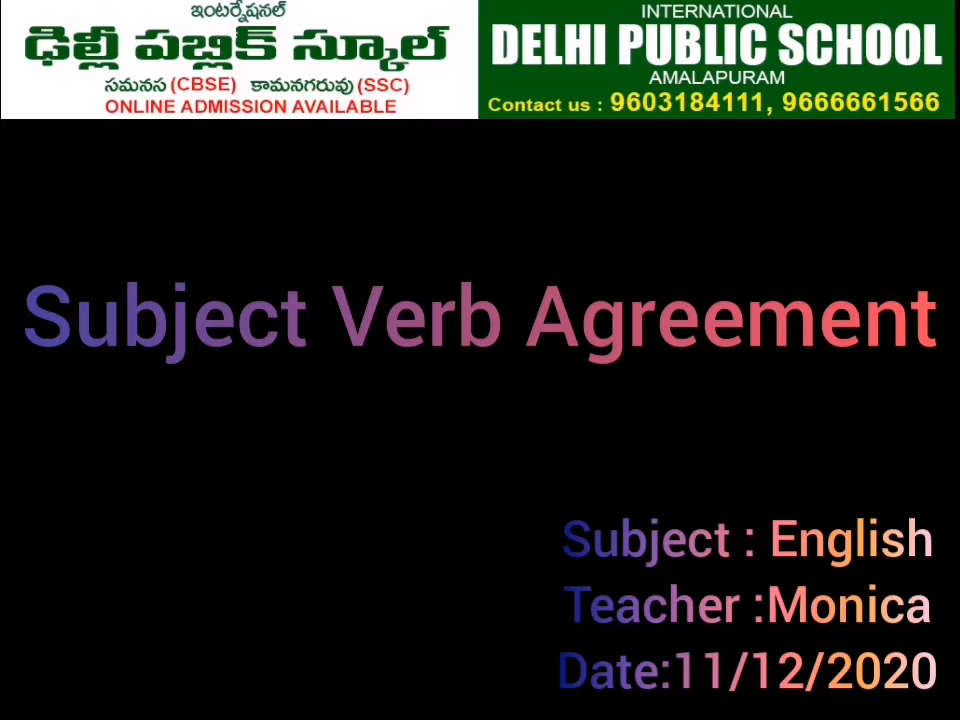 ఇంటర్నేషనల్
ఢిల్లీ పబ్లిక్ స్కూల్
సమనస (CBSE) కామనగరువు (SSC)
ONLINE ADMISSION AVAILABLE
INTERNATIONAL
DELHI PUBLIC SCHOOL
AMALAPURAM
Contact us : 9603184111, 9666661566
Subject Verb Agreement
Subject : English
Teacher :Monica
Date:11/12/2020